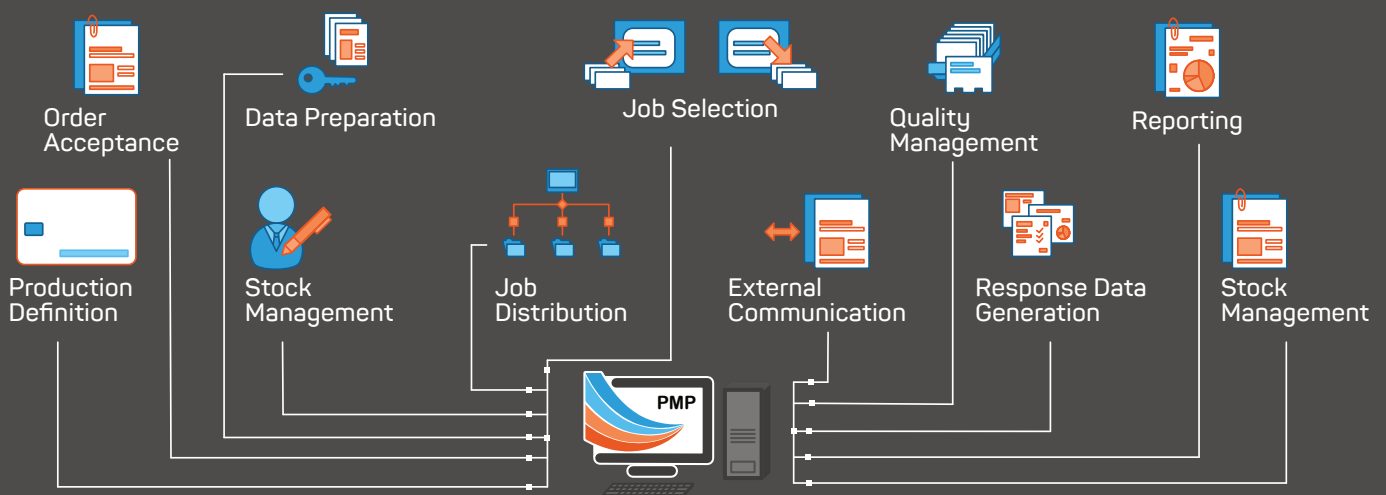 Order
Acceptance
Data Preparation
Job Selection
Quality
Management
Reporting
Production
Definition
Stock
Management
Job
Distribution
External
Communication
Response Data
Generation
Stock
Management
PMP